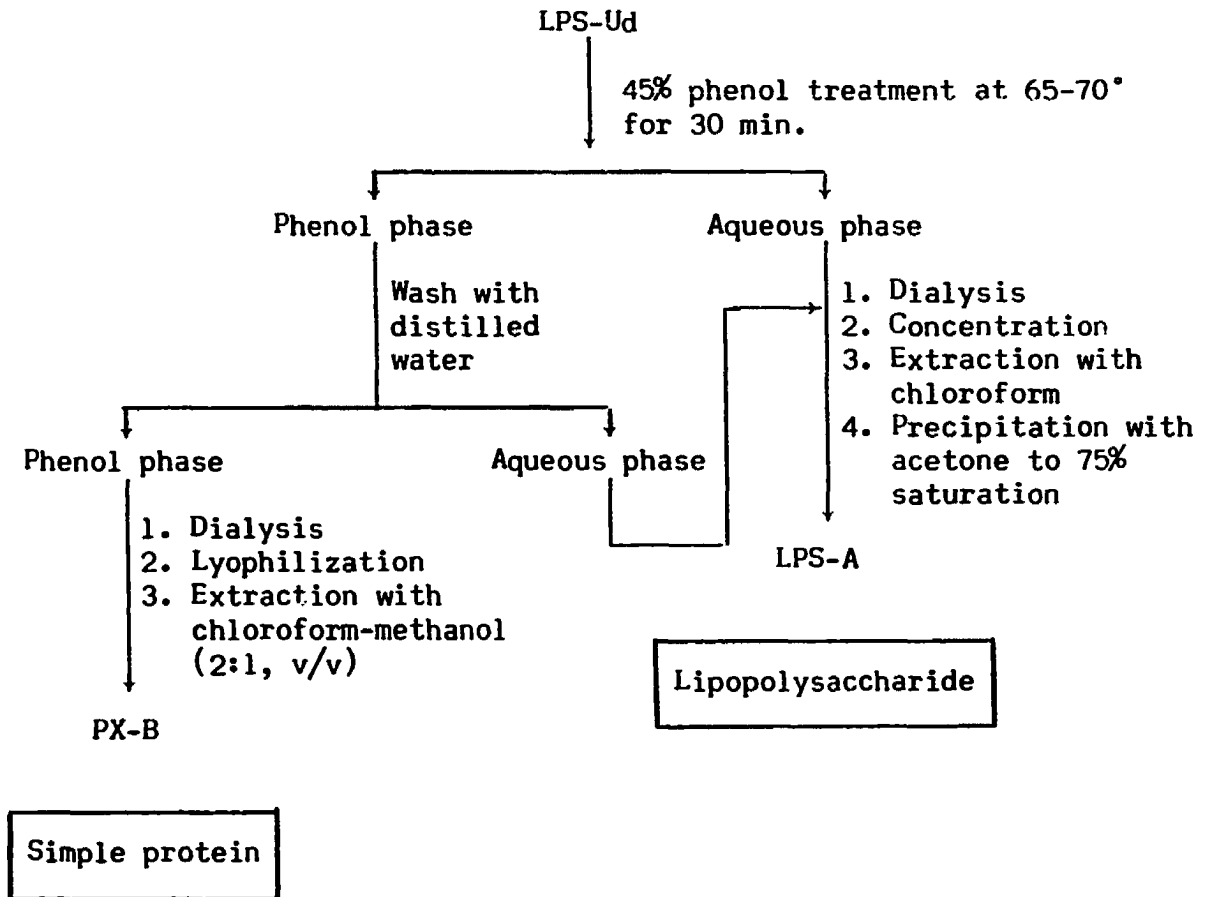 LPS-Ud
45% phenol treatment at 65-70°
for 30 min.
Phenol phase
Aqueous phase
Wash with
distilled
water
1. Dialysis
2. Concentration
3. Extraction with
chloroform
4. Precipitation with
acetone to 75%
saturation
Phenol phase
Aqueous phase
1. Dialysis
2. Lyophilization
3. Extraction with
chloroform-methanol
(2:1, v/v)
LPS-A
Lipopolysaccharide
PX-B
Simple protein